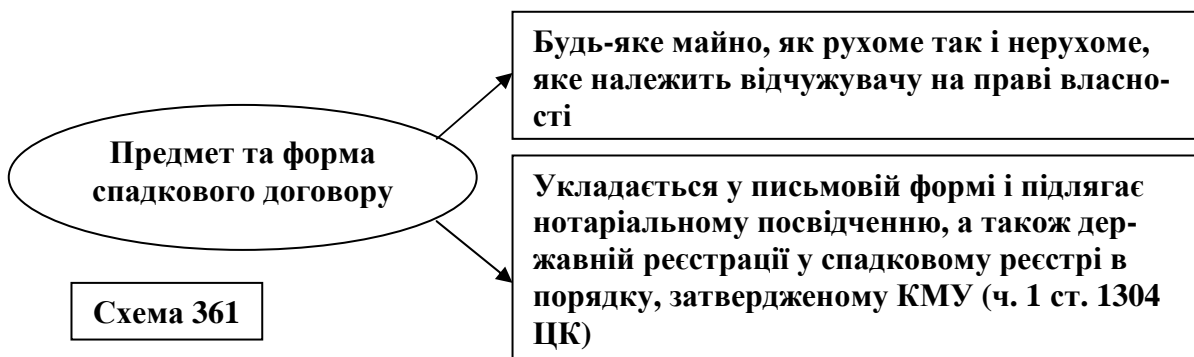 Будь-яке майно, як рухоме так і нерухоме,
яке належить відчужувачу на праві власно-
сті
Предмет та форма
спадкового договору
Укладається у письмовій формі і підлягає
нотаріальному посвідченню, а також дер-
жавній реєстрації у спадковому реєстрі в
порядку, затвердженому КМУ (ч. 1 ст. 1304
ЦК)
Схема 361